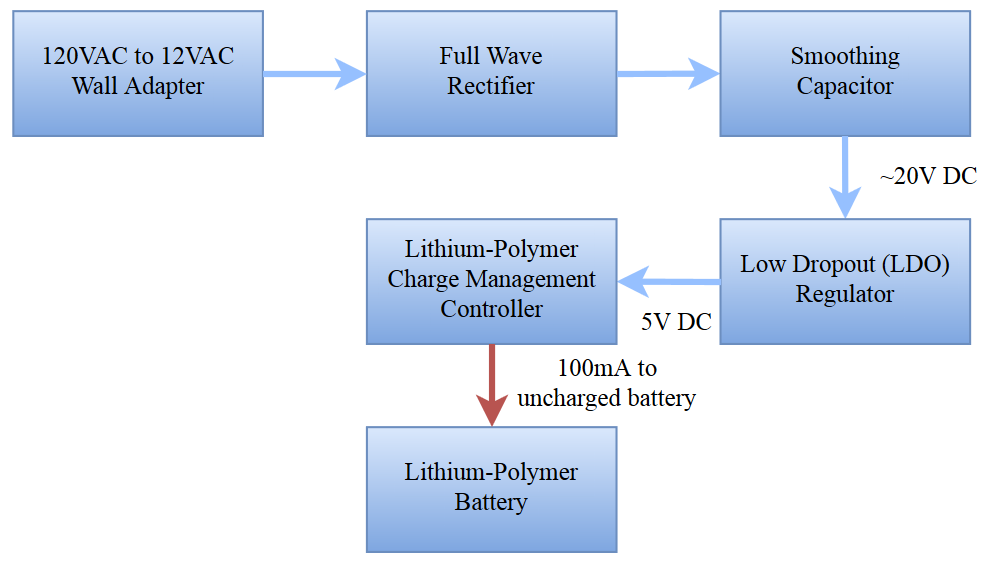 120VAC to 12VAC
Wall Adapter
Full Wave
Rectifier
Smoothing
Capacitor
~20V DC
Low Dropout (LDO)
Regulator
5V DC
Lithium-Polymer
Charge Management
Controller
100mA to
uncharged battery
Lithium-Polymer
Battery